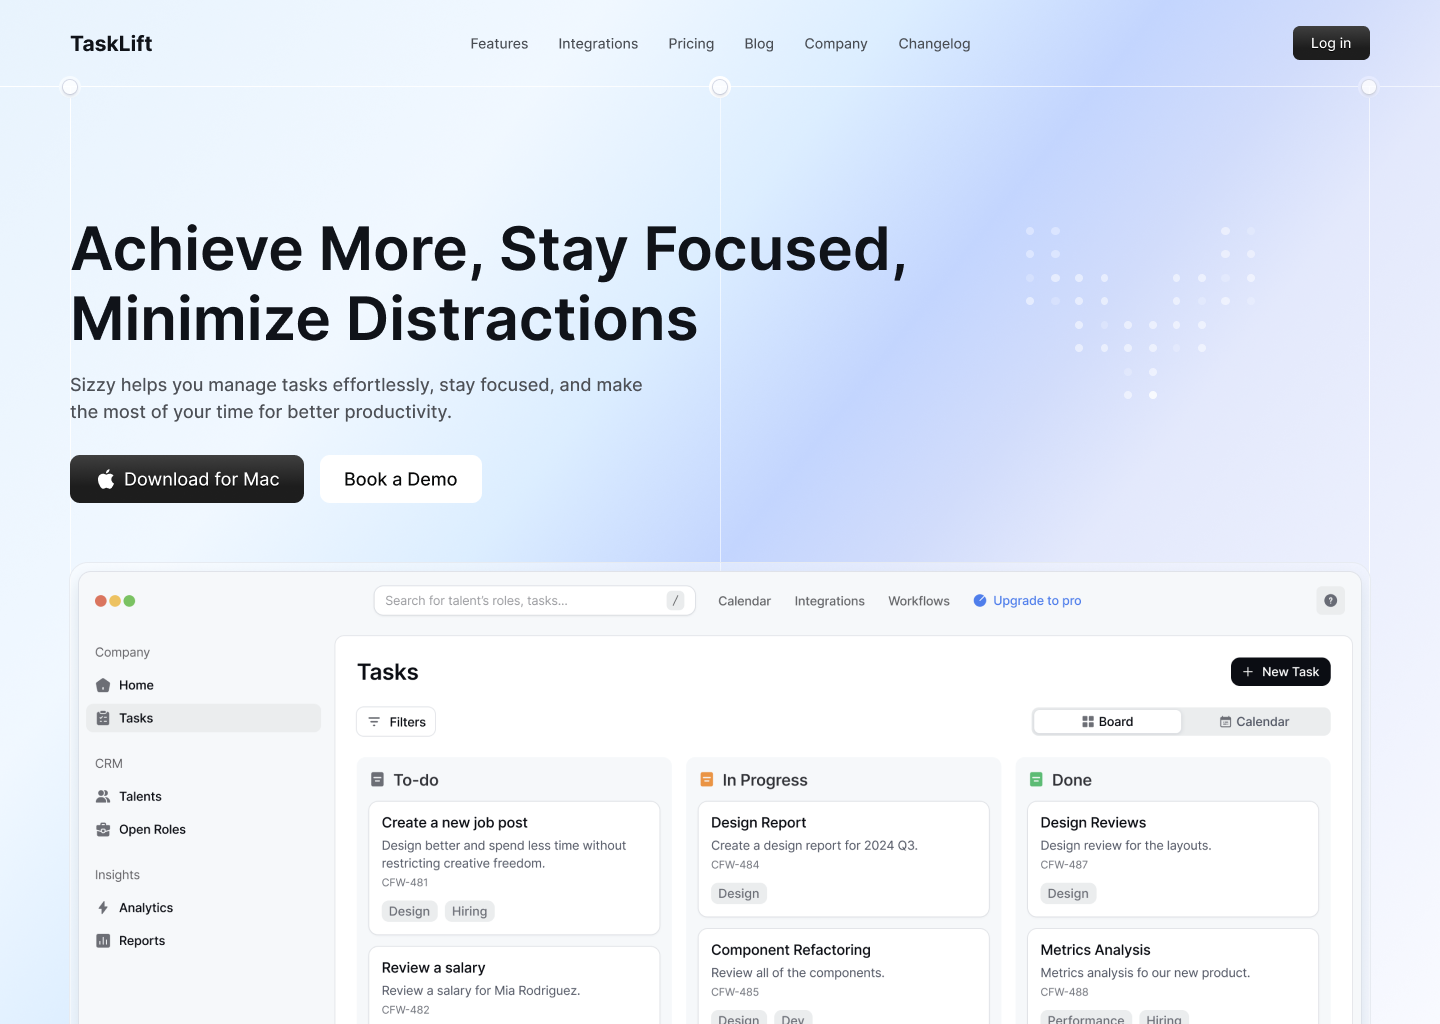 TaskLift
Features
Integrations
Pricing
Blog
Company
Changelog
Log in
Achieve More, Stay Focused,
Minimize Distractions
Sizzy helps you manage tasks effortlessly, stay focused, and make
the most of your time for better productivity.
Download for Mac
Book a Demo
Search for talent's roles, tasks...
/
Calendar
Integrations
Workflows
Upgrade to pro
?
Company
Home
Tasks
CRM
Talents
Open Roles
Insights
Analytics
Reports
Tasks
+ New Task
Filters
Board
Calendar
To-do
Create a new job post
Design better and spend less time without
restricting creative freedom.
CFW-481
Design
Hiring
Review a salary
Review a salary for Mia Rodriguez.
CFW-482
In Progress
Design Report
Create a design report for 2024 Q3.
CFW-484
Design
Component Refactoring
Review all of the components.
CFW-485
Design
Dev
Done
Design Reviews
Design review for the layouts.
CFW-487
Design
Metrics Analysis
Metrics analysis fo our new product.
CFW-488
Performance
Hiring